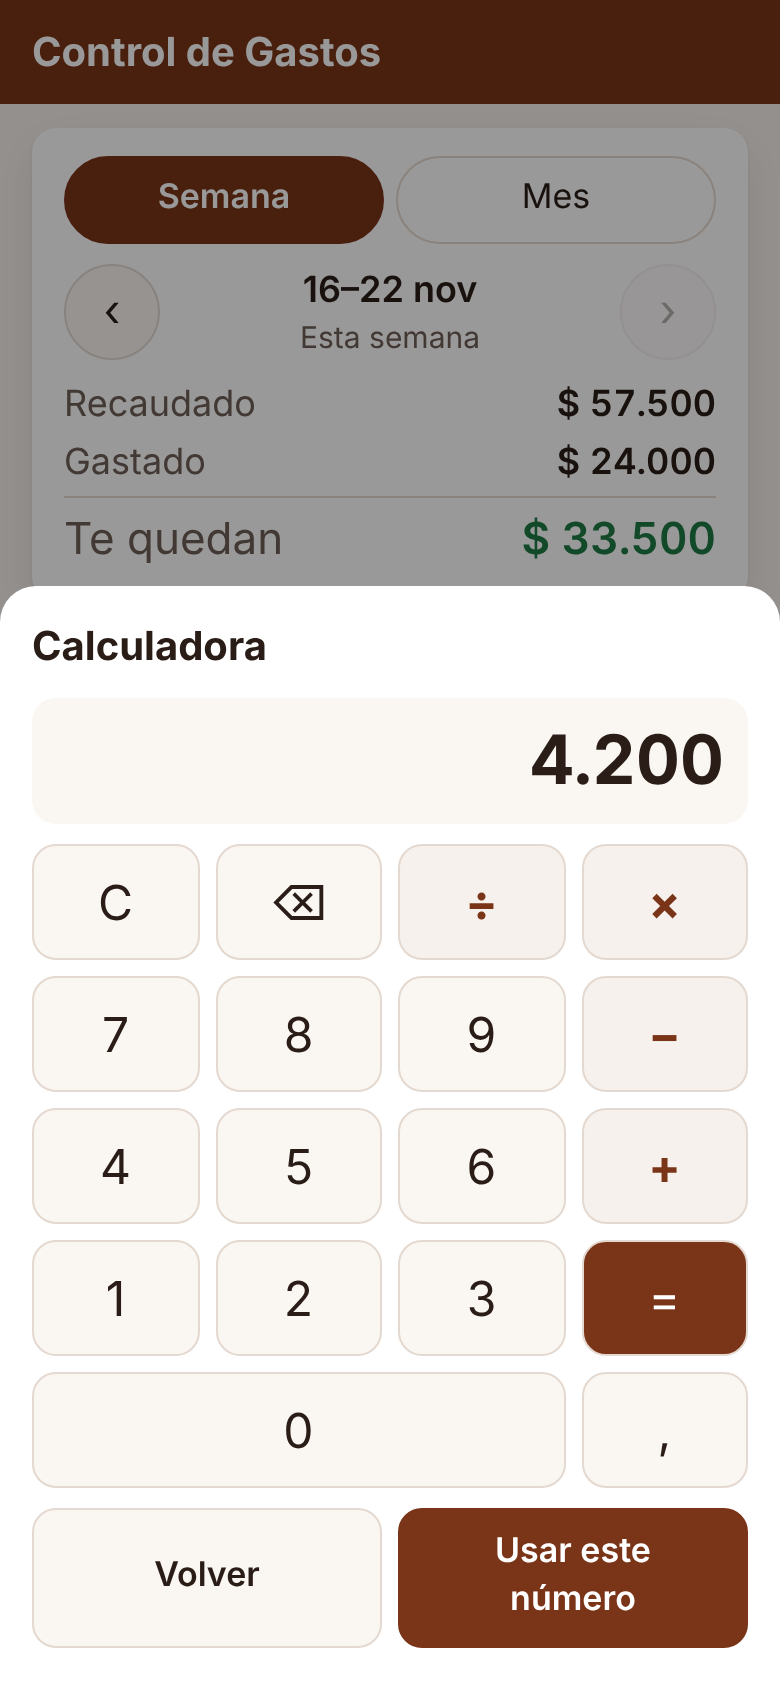 Control de Gastos
Semana Mes
‹ 16–22 nov ›
Esta semana
Recaudado $ 57.500
Gastado $ 24.000
Te quedan $ 33.500
Calculadora
4.200
C ⌫ ÷ ×
7 8 9 −
4 5 6 +
1 2 3 =
0 ,
Volver Usar este
número